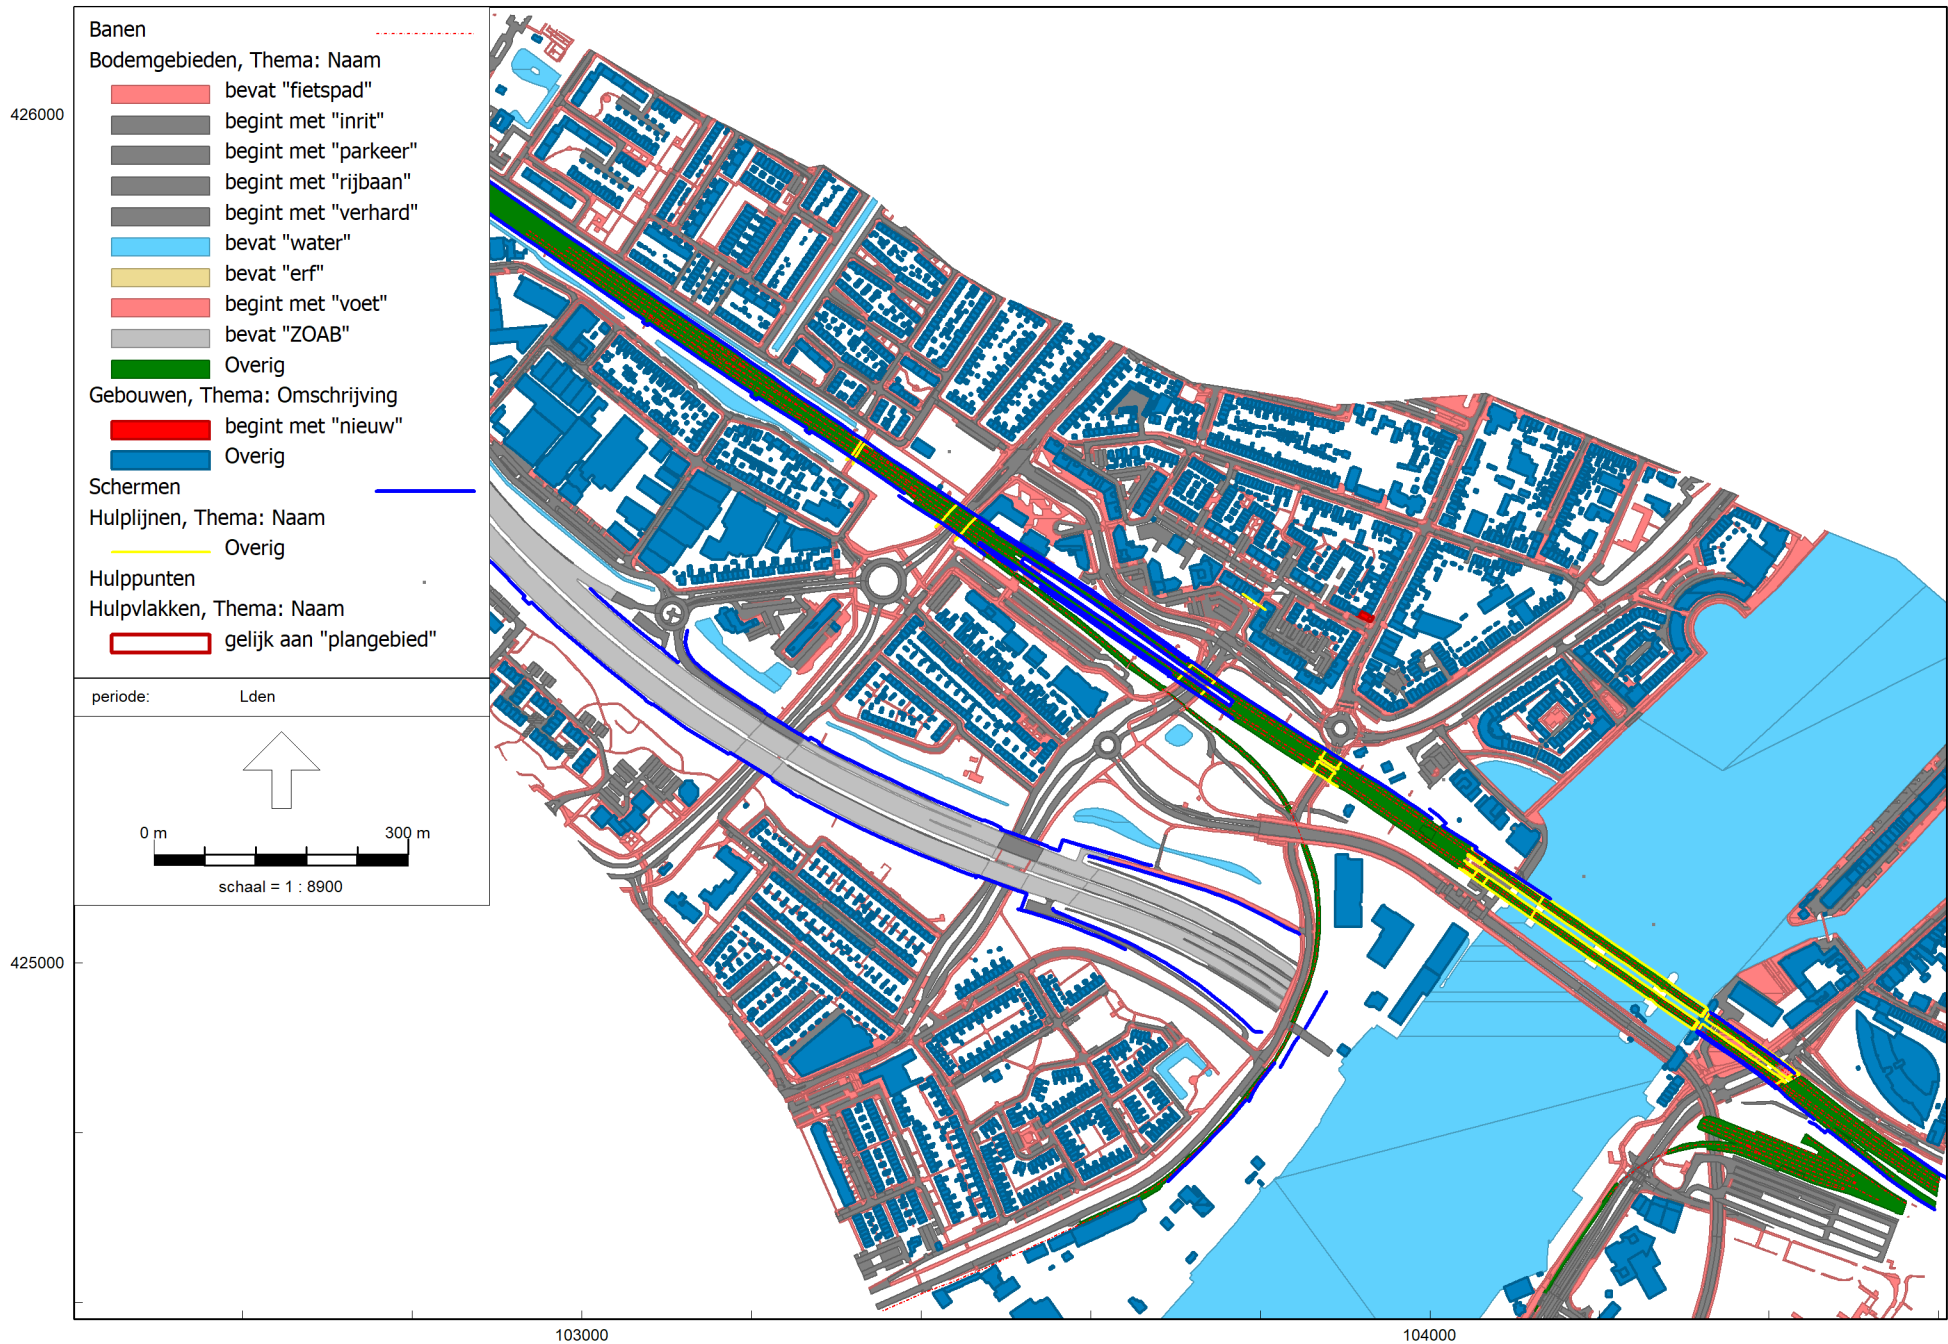 Banen
Bodemgebieden, Thema: Naam
bevat "fietspad"
begint met "inrit"
begint met "parkeer"
begint met "rijbaan"
begint met "verhard"
bevat "water"
bevat "erf"
begint met "voet"
bevat "ZOAB"
Overig
Gebouwen, Thema: Omschrijving
begint met "nieuw"
Overig
Schermen
Hulplijnen, Thema: Naam
Overig
Hulppunten
Hulpvlakken, Thema: Naam
gelijk aan "plangebied"
periode: Lden
0 m 300 m
schaal = 1 : 8900
426000
425000
103000 104000